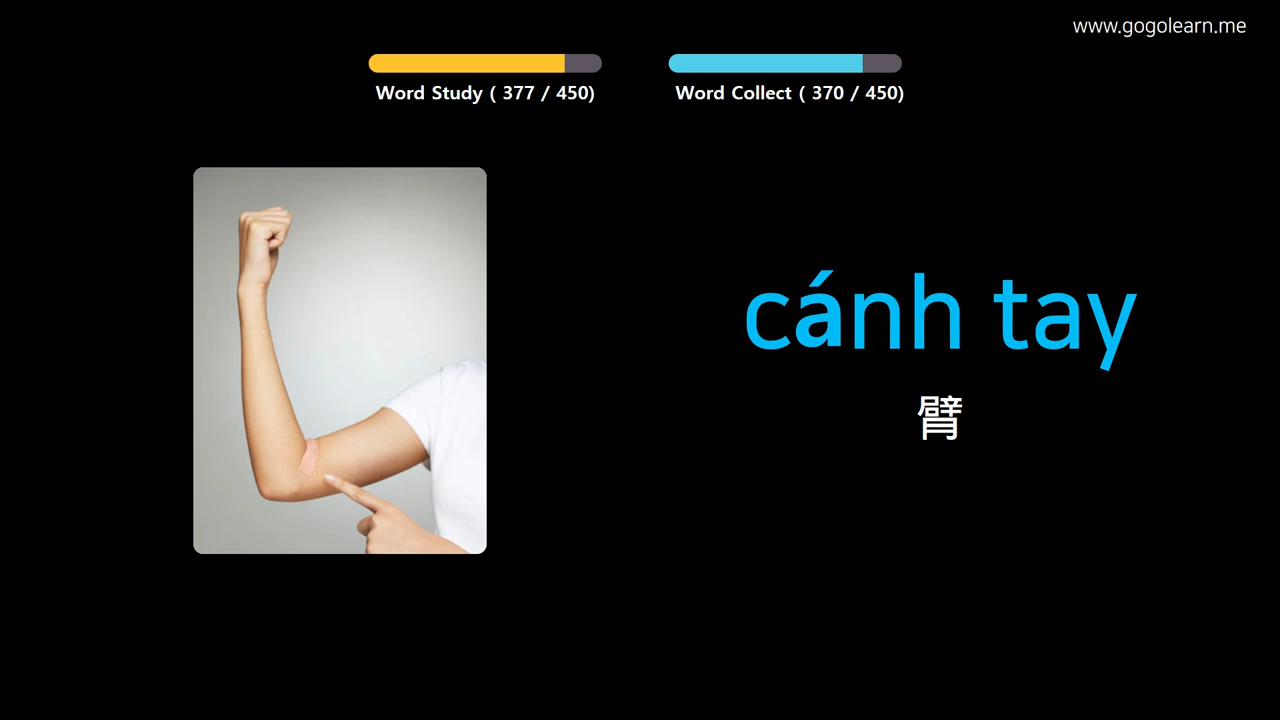 www.gogolearn.me
Word Study ( 377 / 450)
Word Collect ( 370 / 450)
cánh tay
臂